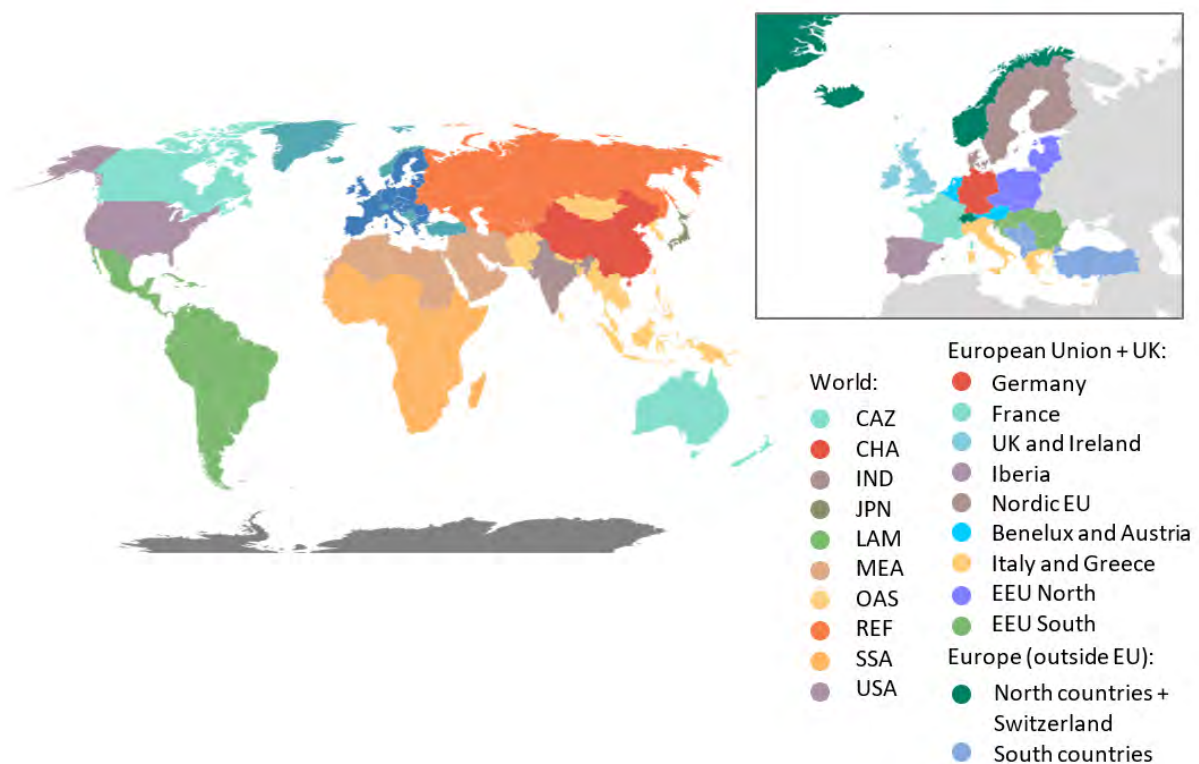 World:
CAZ
CHA
IND
JPN
LAM
MEA
OAS
REF
SSA
USA
European Union + UK:
Germany
France
UK and Ireland
Iberia
Nordic EU
Benelux and Austria
Italy and Greece
EEU North
EEU South
Europe (outside EU):
North countries +
Switzerland
South countries